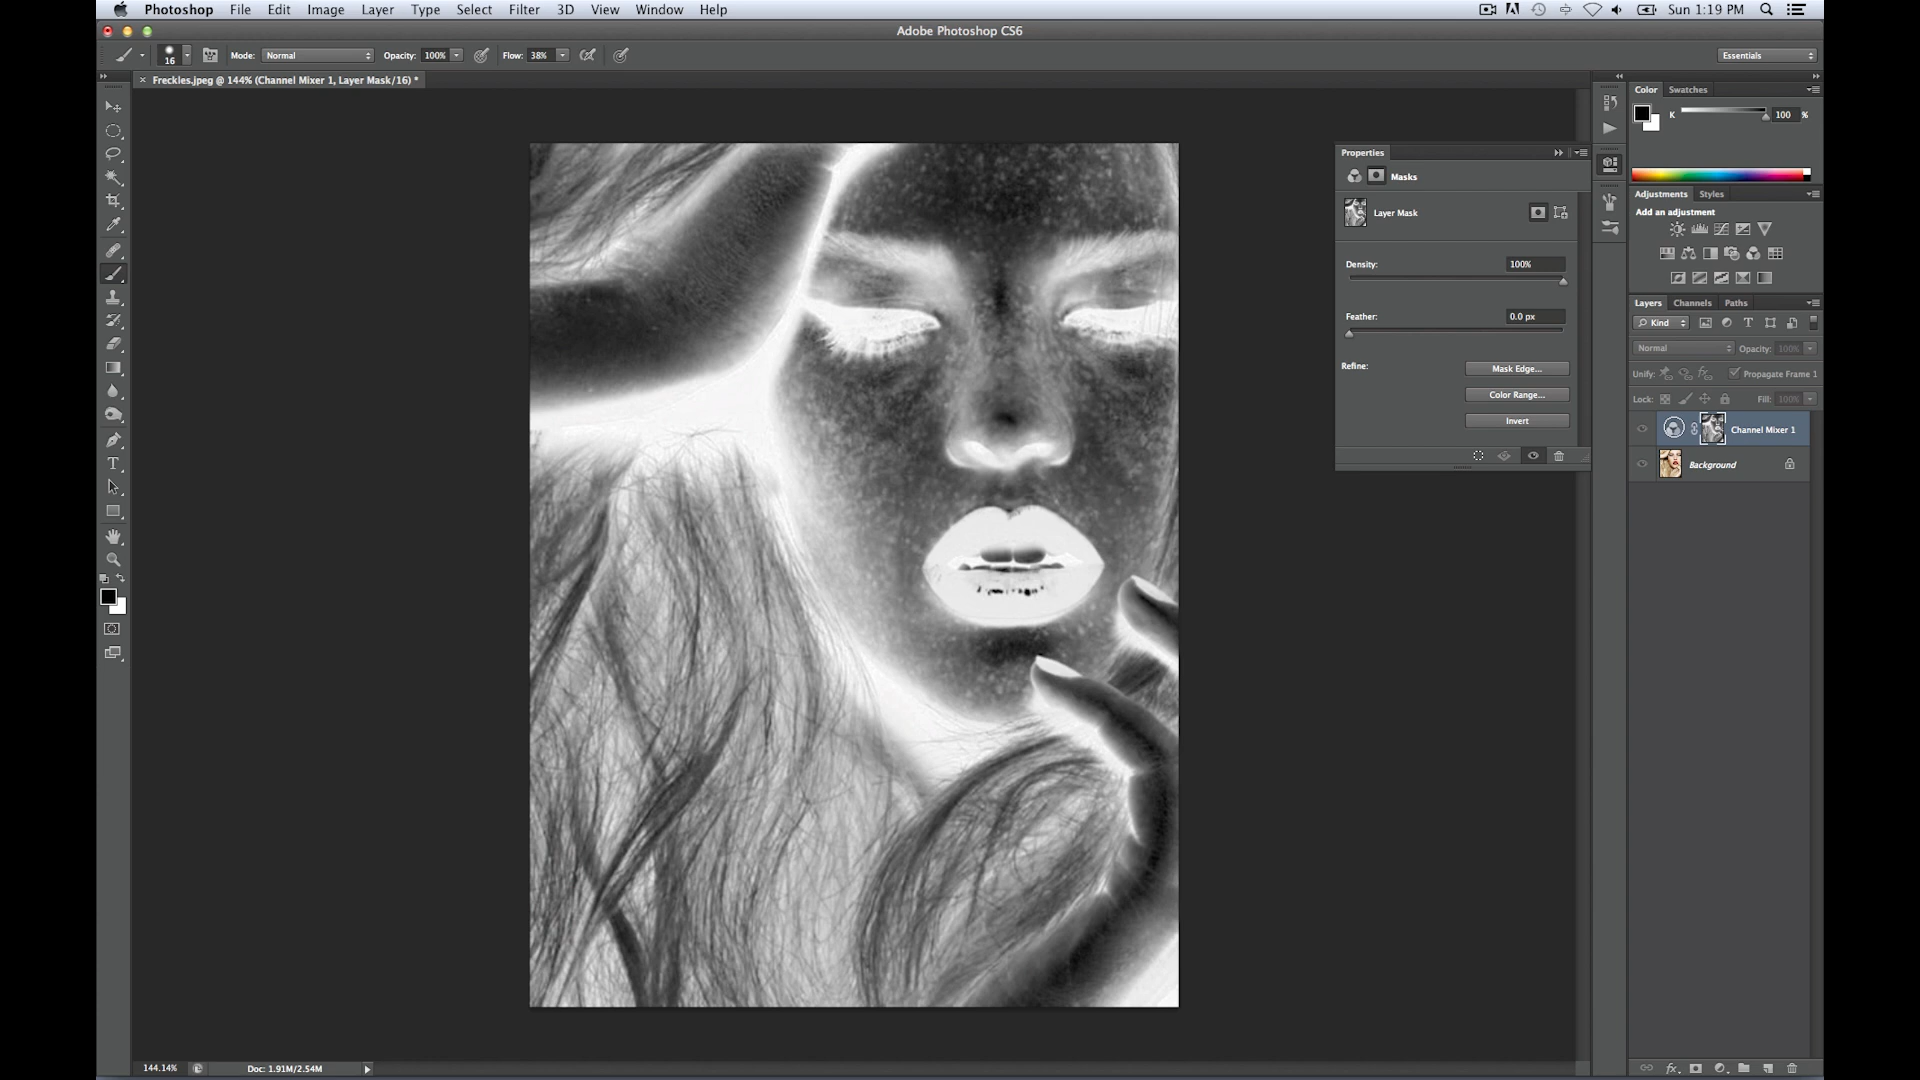 Photoshop File Edit Image Layer Type Select Filter 3D View Window Help
Sun 1:19 PM
Adobe Photoshop CS6
16 Mode: Normal Opacity: 100% Flow: 38% Essentials
Freckles.jpeg @ 144% (Channel Mixer 1, Layer Mask/16) *
Color Swatches
K 100 %
Properties
Masks
Layer Mask
Density: 100%
Feather: 0.0 px
Refine: Mask Edge...
Color Range...
Invert
Adjustments Styles
Add an adjustment
Layers Channels Paths
Kind
Normal Opacity: 100%
Unify: Propagate Frame 1
Lock: Fill: 100%
Channel Mixer 1
Background
144.14% Doc: 1.91M/2.54M